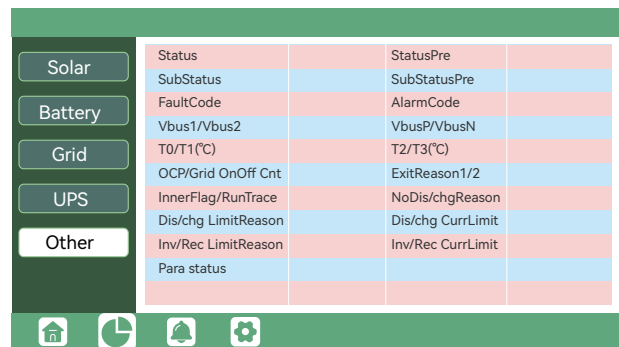 Solar
Battery
Grid
UPS
Other
Status StatusPre
SubStatus SubStatusPre
FaultCode AlarmCode
Vbus1/Vbus2 VbusP/VbusN
T0/T1(℃) T2/T3(℃)
OCP/Grid OnOff Cnt ExitReason1/2
InnerFlag/RunTrace NoDis/chgReason
Dis/chg LimitReason Dis/chg CurrLimit
Inv/Rec LimitReason Inv/Rec CurrLimit
Para status